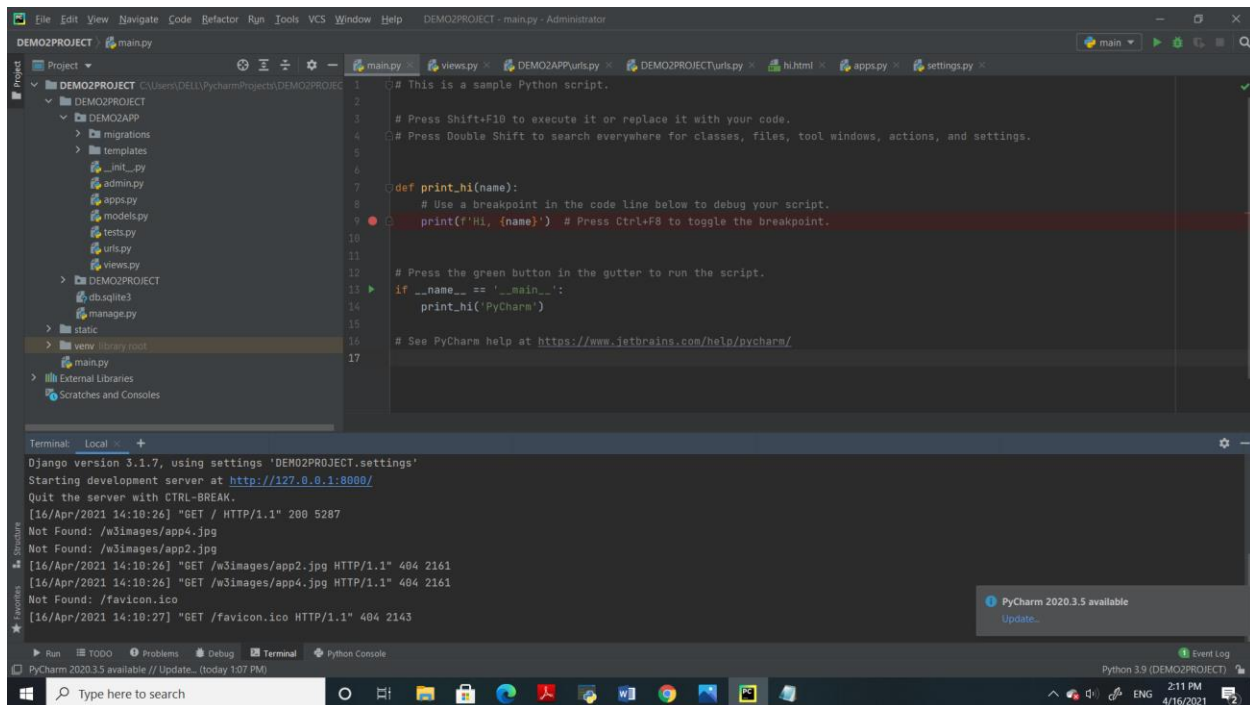 File Edit View Navigate Code Refactor Run Tools VCS Window Help DEMO2PROJECT - main.py - Administrator
DEMO2PROJECT main.py main
Project
main.py views.py DEMO2APP\urls.py DEMO2PROJECT\urls.py hi.html apps.py settings.py
DEMO2PROJECT C:\Users\DELL\PycharmProjects\DEMO2PROJEC
DEMO2PROJECT
DEMO2APP
migrations
templates
__init__.py
admin.py
apps.py
models.py
tests.py
urls.py
views.py
DEMO2PROJECT
db.sqlite3
manage.py
static
venv library root
main.py
External Libraries
Scratches and Consoles
1 # This is a sample Python script.
2
3 # Press Shift+F10 to execute it or replace it with your code.
4 # Press Double Shift to search everywhere for classes, files, tool windows, actions, and settings.
5
6
7 def print_hi(name):
8 # Use a breakpoint in the code line below to debug your script.
9 print(f'Hi, {name}') # Press Ctrl+F8 to toggle the breakpoint.
10
11
12 # Press the green button in the gutter to run the script.
13 if __name__ == '__main__':
14 print_hi('PyCharm')
15
16 # See PyCharm help at https://www.jetbrains.com/help/pycharm/
17
Terminal: Local +
Django version 3.1.7, using settings 'DEMO2PROJECT.settings'
Starting development server at http://127.0.0.1:8000/
Quit the server with CTRL-BREAK.
[16/Apr/2021 14:10:26] "GET / HTTP/1.1" 200 5287
Not Found: /w3images/app4.jpg
Not Found: /w3images/app2.jpg
[16/Apr/2021 14:10:26] "GET /w3images/app2.jpg HTTP/1.1" 404 2161
[16/Apr/2021 14:10:26] "GET /w3images/app4.jpg HTTP/1.1" 404 2161
Not Found: /favicon.ico
[16/Apr/2021 14:10:27] "GET /favicon.ico HTTP/1.1" 404 2143
Project
Structure
Favorites
PyCharm 2020.3.5 available
Update...
Run TODO Problems Debug Terminal Python Console 1 Event Log
PyCharm 2020.3.5 available // Update... (today 1:07 PM) Python 3.9 (DEMO2PROJECT)
Type here to search
ENG
2:11 PM
4/16/2021
2